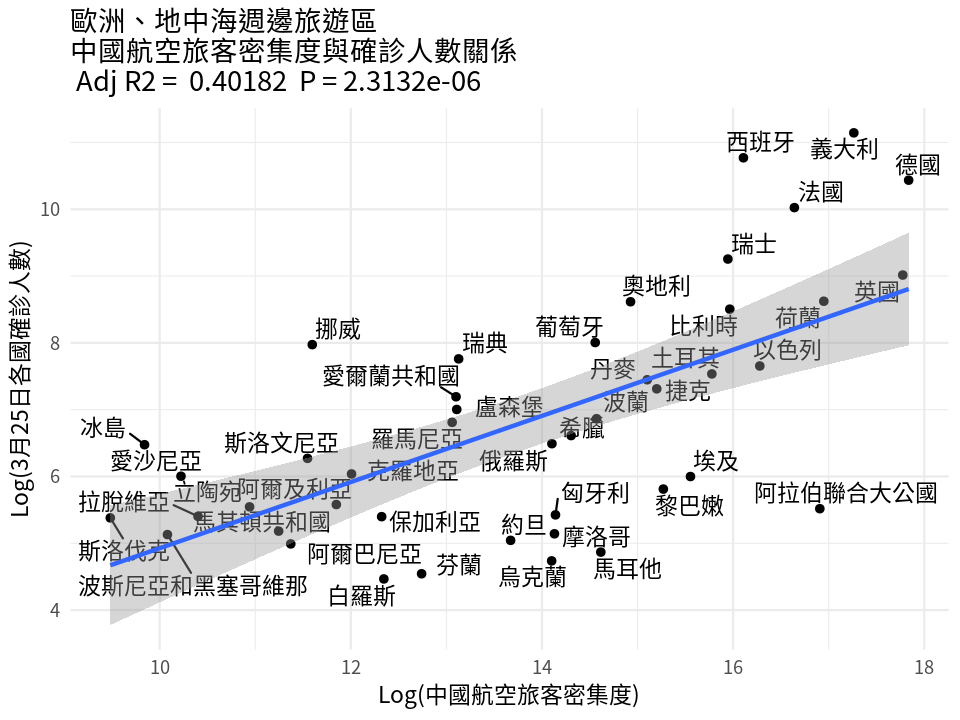 歐洲、地中海週邊旅遊區
中國航空旅客密集度與確診人數關係
Adj R2 = 0.40182 P = 2.3132e-06
Log(3月25日各國確診人數)
10
8
6
4
西班牙
義大利
德國
法國
瑞士
奧地利
英國
比利時
荷蘭
挪威
瑞典
葡萄牙
以色列
丹麥
土耳其
愛爾蘭共和國
盧森堡
波蘭
捷克
冰島
斯洛文尼亞
羅馬尼亞
希臘
愛沙尼亞
克羅地亞
俄羅斯
埃及
拉脫維亞
立陶宛
阿爾及利亞
匈牙利
黎巴嫩
阿拉伯聯合大公國
馬其頓共和國
保加利亞
約旦
摩洛哥
斯洛伐克
阿爾巴尼亞
芬蘭
烏克蘭
馬耳他
波斯尼亞和黑塞哥維那
白羅斯
10
12
14
16
18
Log(中國航空旅客密集度)